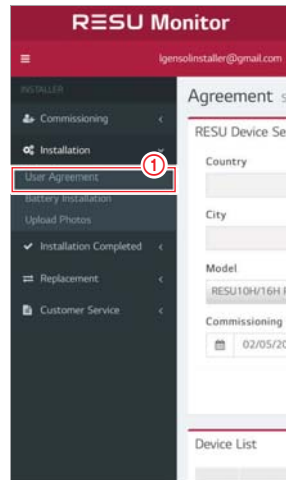 RESU Monitor
lgensolinstaller@gmail.com
INSTALLER
Commissioning
Installation
1
User Agreement
Battery Installation
Upload Photos
Installation Completed
Replacement
Customer Service
Agreement
RESU Device Se
Country
City
Model
RESU10H/16H
Commissioning
02/05/20
Device List